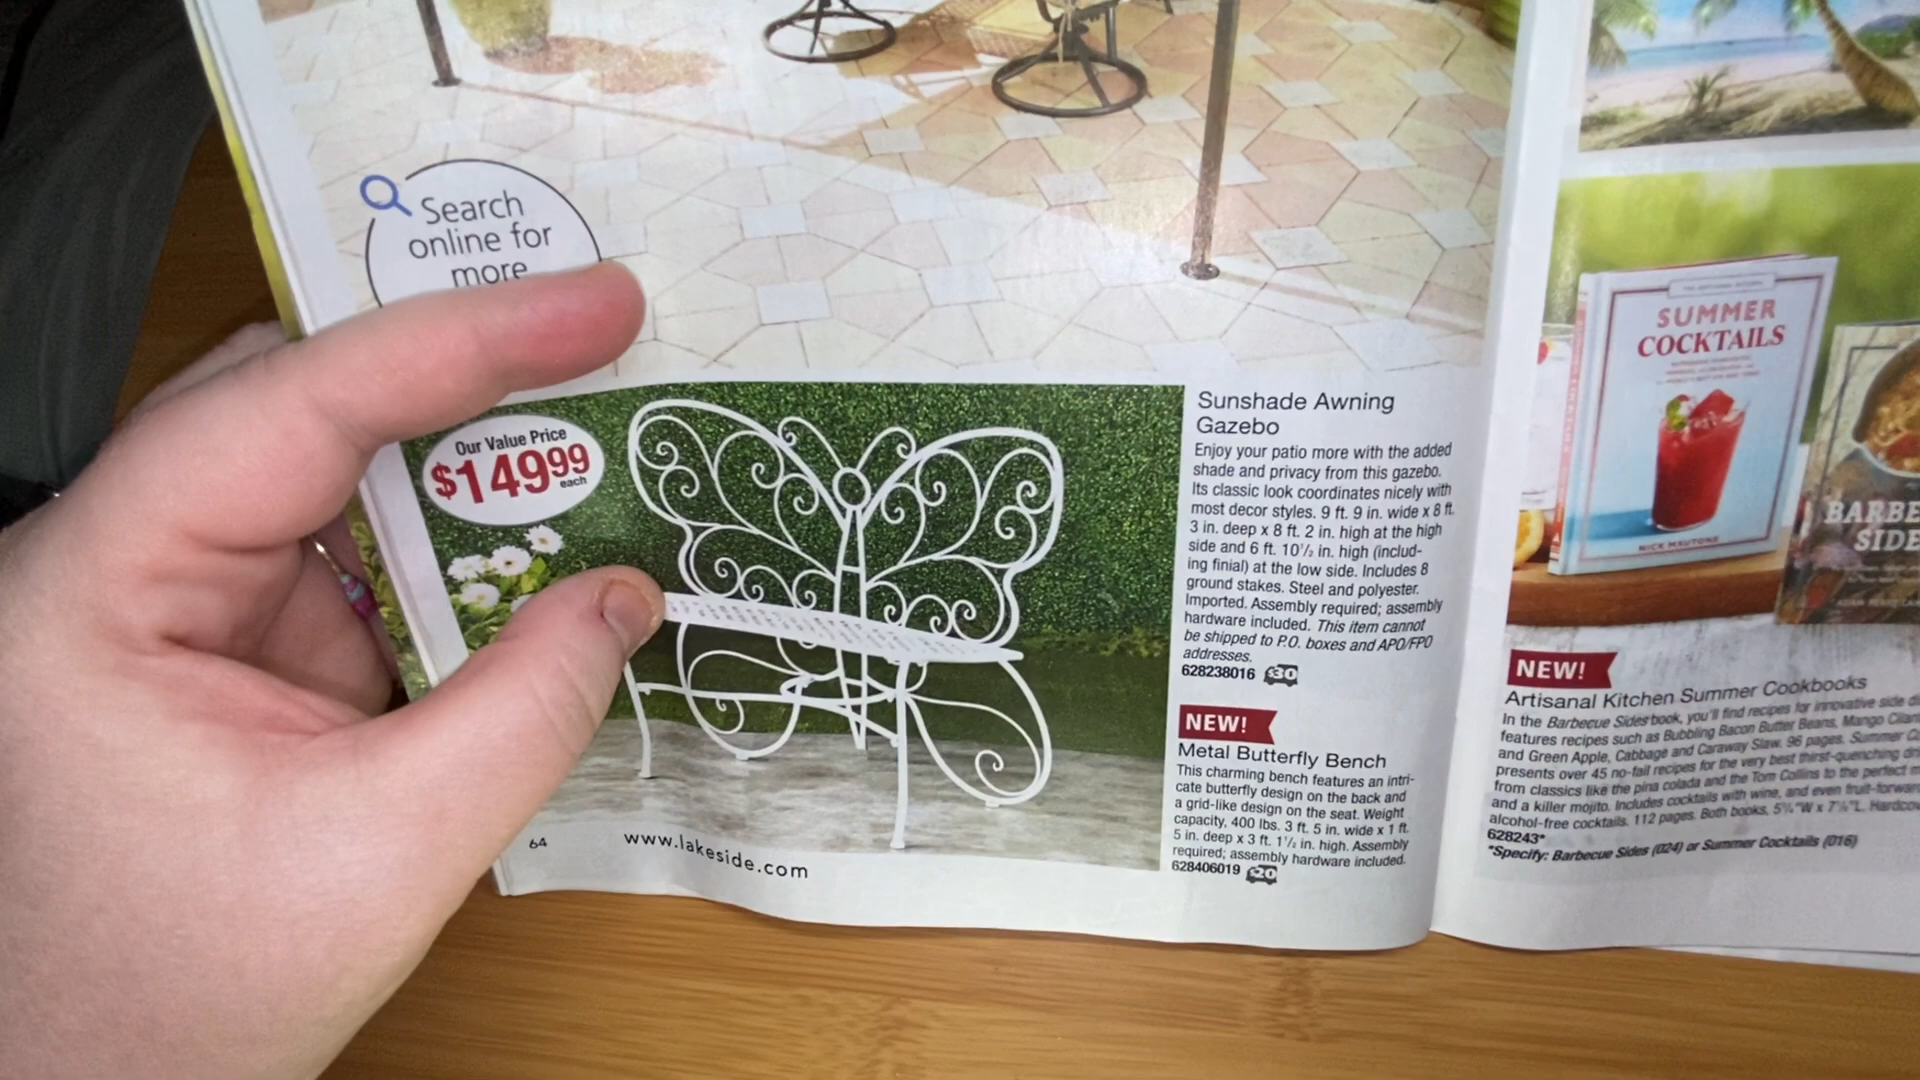 Search
online for
more
Our Value Price
$149.99
each
64
www.lakeside.com
Sunshade Awning
Gazebo
Enjoy your patio more with the added
shade and privacy from this gazebo.
Its classic look coordinates nicely with
most decor styles. 9 ft. 9 in. wide x 8 ft.
3 in. deep x 8 ft. 2 in. high at the high
side and 6 ft. 10 1/2 in. high (includ-
ing finial) at the low side. Includes 8
ground stakes. Steel and polyester.
Imported. Assembly required; assembly
hardware included. This item cannot
be shipped to P.O. boxes and APO/FPO
addresses.
628238016 $30
NEW!
Metal Butterfly Bench
This charming bench features an intri-
cate butterfly design on the back and
a grid-like design on the seat. Weight
capacity, 400 lbs. 3 ft. 5 in. wide x 1 ft.
5 in. deep x 3 ft. 1 1/2 in. high. Assembly
required; assembly hardware included.
628406019 $20
SUMMER
COCKTAILS
NICK MAUTONE
BARBE
SIDE
NEW!
Artisanal Kitchen Summer Cookbooks
In the Barbecue Sides book, you'll find recipes for innovative side
features recipes such as Bubbling Bacon Butter Beans, Mango
and Green Apple, Cabbage and Caraway Slaw. 96 pages. Summer
presents over 45 no-fail recipes for the very best thirst-quenching
from classics like the pina colada and the Tom Collins to the perfect
and a killer mojito. Includes cocktails with wine, and even fruit-forward
alcohol-free cocktails. 112 pages. Both books,
628243*
*Specify: Barbecue Sides (024) or Summer Cocktails (016)